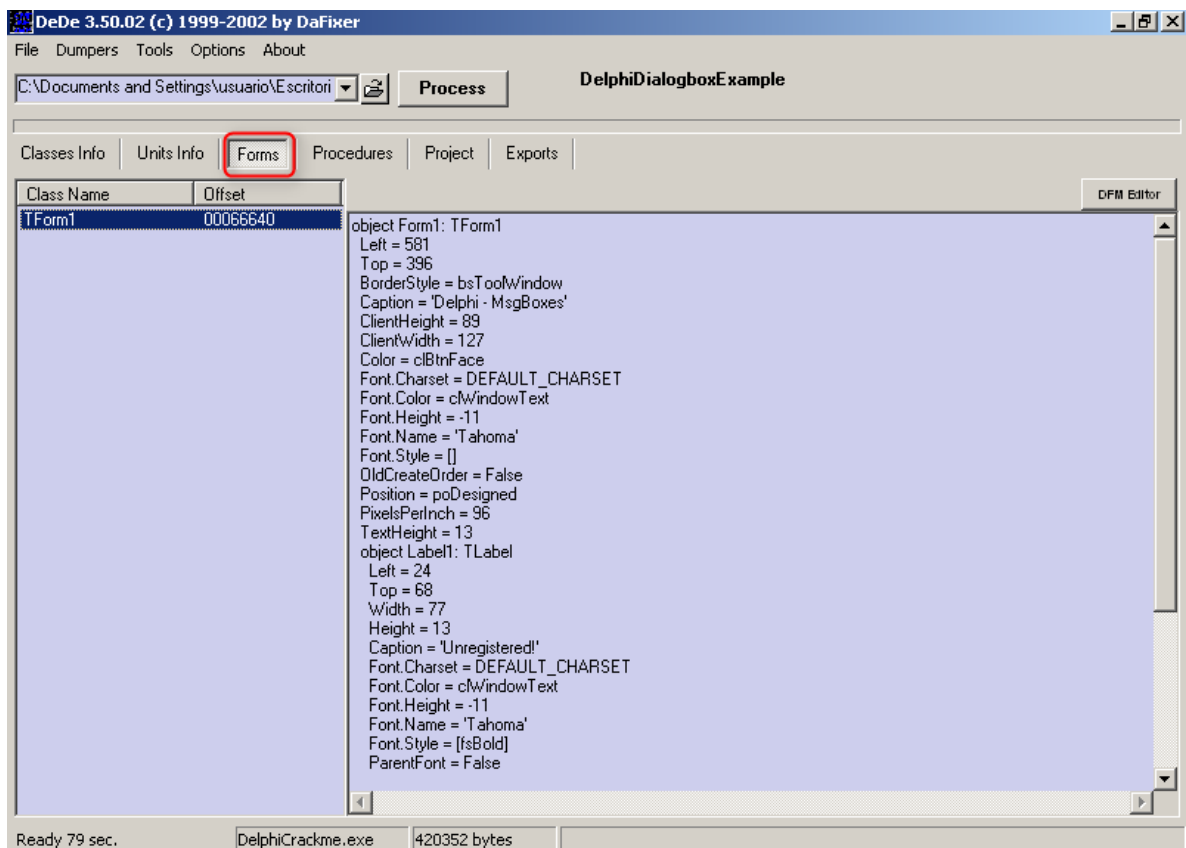 DeDe 3.50.02 (c) 1999-2002 by DaFixer
File Dumpers Tools Options About
C:\Documents and Settings\usuario\Escritori Process DelphiDialogboxExample
Classes Info Units Info Forms Procedures Project Exports
Class Name Offset DFM Editor
TForm1 00066640
object Form1: TForm1
Left = 581
Top = 396
BorderStyle = bsToolWindow
Caption = 'Delphi - MsgBoxes'
ClientHeight = 89
ClientWidth = 127
Color = clBtnFace
Font.Charset = DEFAULT_CHARSET
Font.Color = clWindowText
Font.Height = -11
Font.Name = 'Tahoma'
Font.Style = []
OldCreateOrder = False
Position = poDesigned
PixelsPerInch = 96
TextHeight = 13
object Label1: TLabel
Left = 24
Top = 68
Width = 77
Height = 13
Caption = 'Unregistered!'
Font.Charset = DEFAULT_CHARSET
Font.Color = clWindowText
Font.Height = -11
Font.Name = 'Tahoma'
Font.Style = [fsBold]
ParentFont = False
Ready 79 sec. DelphiCrackme.exe 420352 bytes